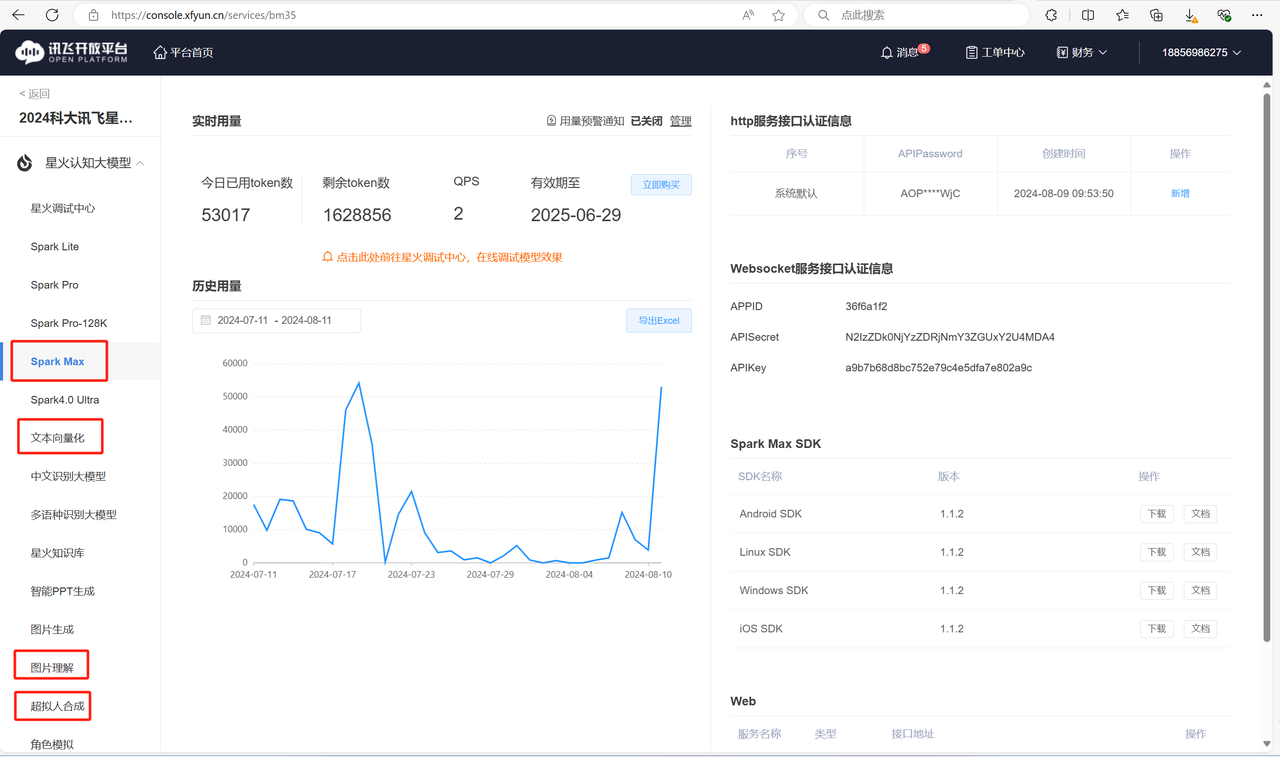 https://console.xfyun.cn/services/bm35
点此搜索
讯飞开放平台
OPEN PLATFORM
平台首页
消息 5
工单中心
财务
18856986275
< 返回
2024科大讯飞星...
星火认知大模型
星火调试中心
Spark Lite
Spark Pro
Spark Pro-128K
Spark Max
Spark4.0 Ultra
文本向量化
中文识别大模型
多语种识别大模型
星火知识库
智能PPT生成
图片生成
图片理解
超拟人合成
角色模拟
实时用量
用量预警通知 已关闭 管理
今日已用token数 剩余token数 QPS 有效期至 立即购买
53017 1628856 2 2025-06-29
点击此处前往星火调试中心，在线调试模型效果
历史用量
2024-07-11 - 2024-08-11 导出Excel
60000
50000
40000
30000
20000
10000
0
2024-07-11 2024-07-17 2024-07-23 2024-07-29 2024-08-04 2024-08-10
http服务接口认证信息
序号 APIPassword 创建时间 操作
系统默认 AOP****WjC 2024-08-09 09:53:50 新增
Websocket服务接口认证信息
APPID 36f6a1f2
APISecret N2IzZDk0NjYzZDRjNmY3ZGUxY2U4MDA4
APIKey a9b7b68d8bc752e79c4e5dfa7e802a9c
Spark Max SDK
SDK名称 版本 操作
Android SDK 1.1.2 下载 文档
Linux SDK 1.1.2 下载 文档
Windows SDK 1.1.2 下载 文档
iOS SDK 1.1.2 下载 文档
Web
服务名称 类型 接口地址 操作